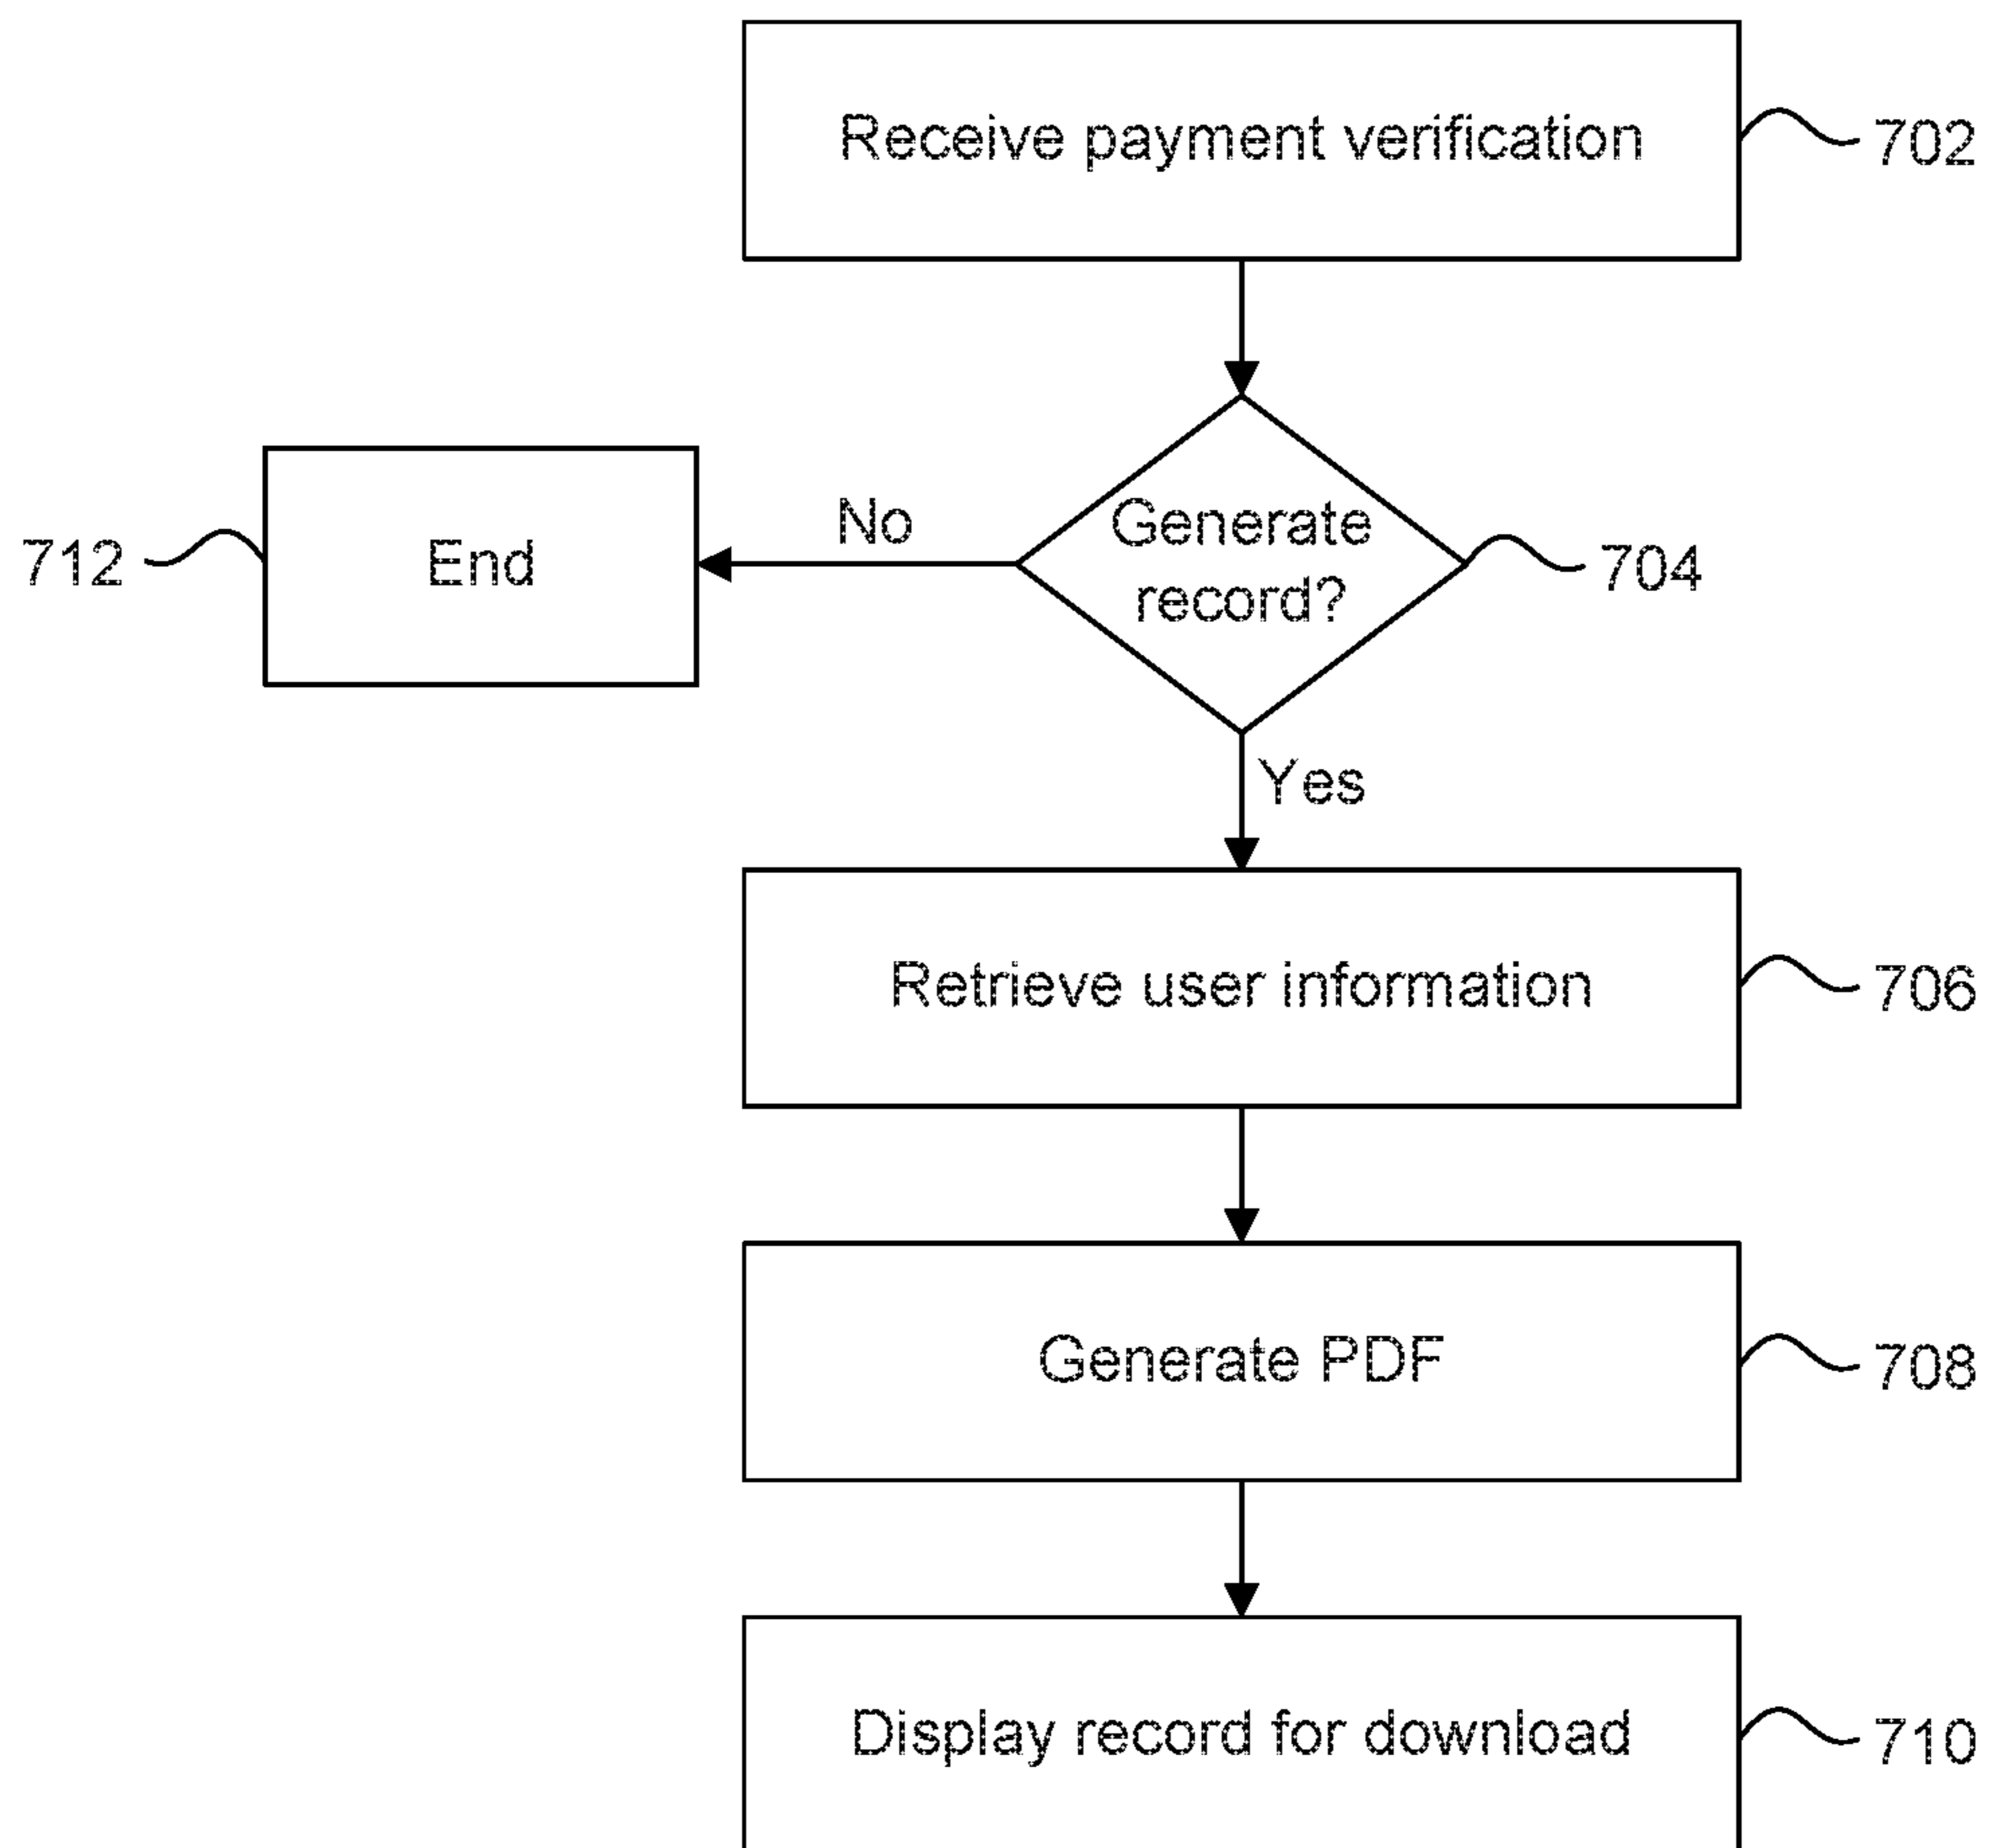 Receive payment verification
702
Generate
record?
704
No
End
712
Yes
Retrieve user information
706
Generate PDF
708
Display record for download
710